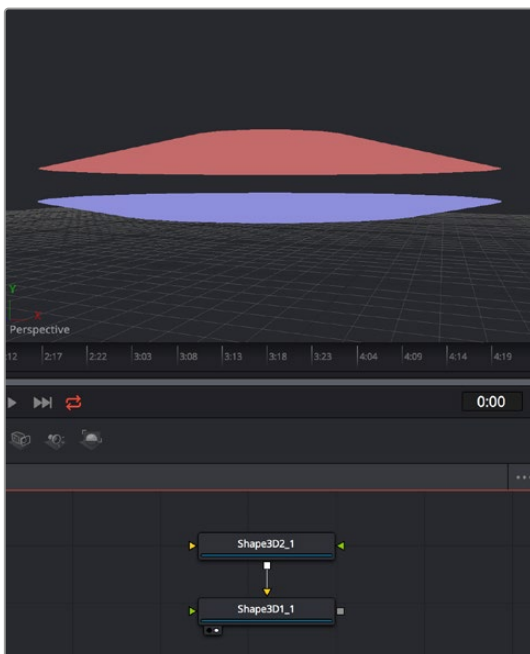 Y
X
Perspective
:12 2:17 2:22 3:03 3:08 3:13 3:18 3:23 4:04 4:09 4:14 4:19
0:00
Shape3D2_1
Shape3D1_1